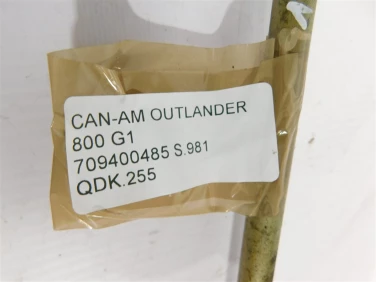 CAN-AM OUTLANDER
800 G1
709400485 S.981
QDK.255